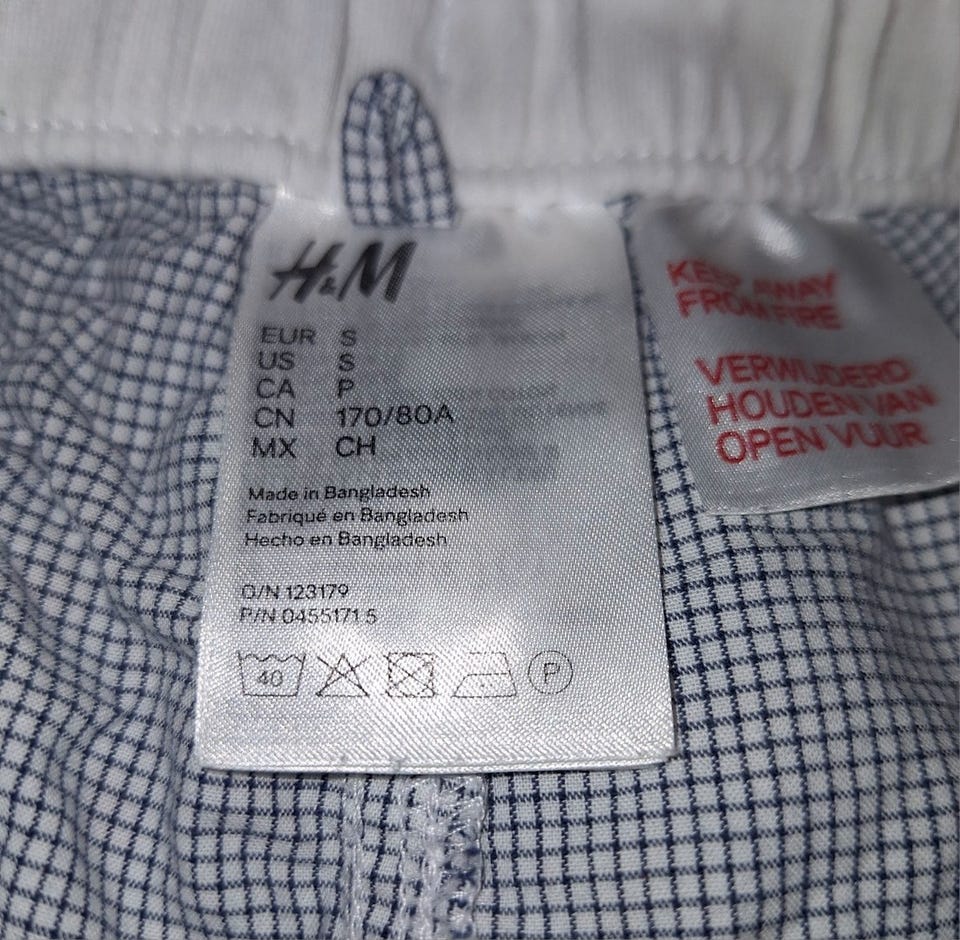 H&M
EUR S
US S
CA P
CN 170/80A
MX CH
Made in Bangladesh
Fabriqué en Bangladesh
Hecho en Bangladesh
O/N 123179
P/N 0455171 5
40
P
KEEP AWAY
FROM FIRE
VERWIJDERD
HOUDEN VAN
OPEN VUUR